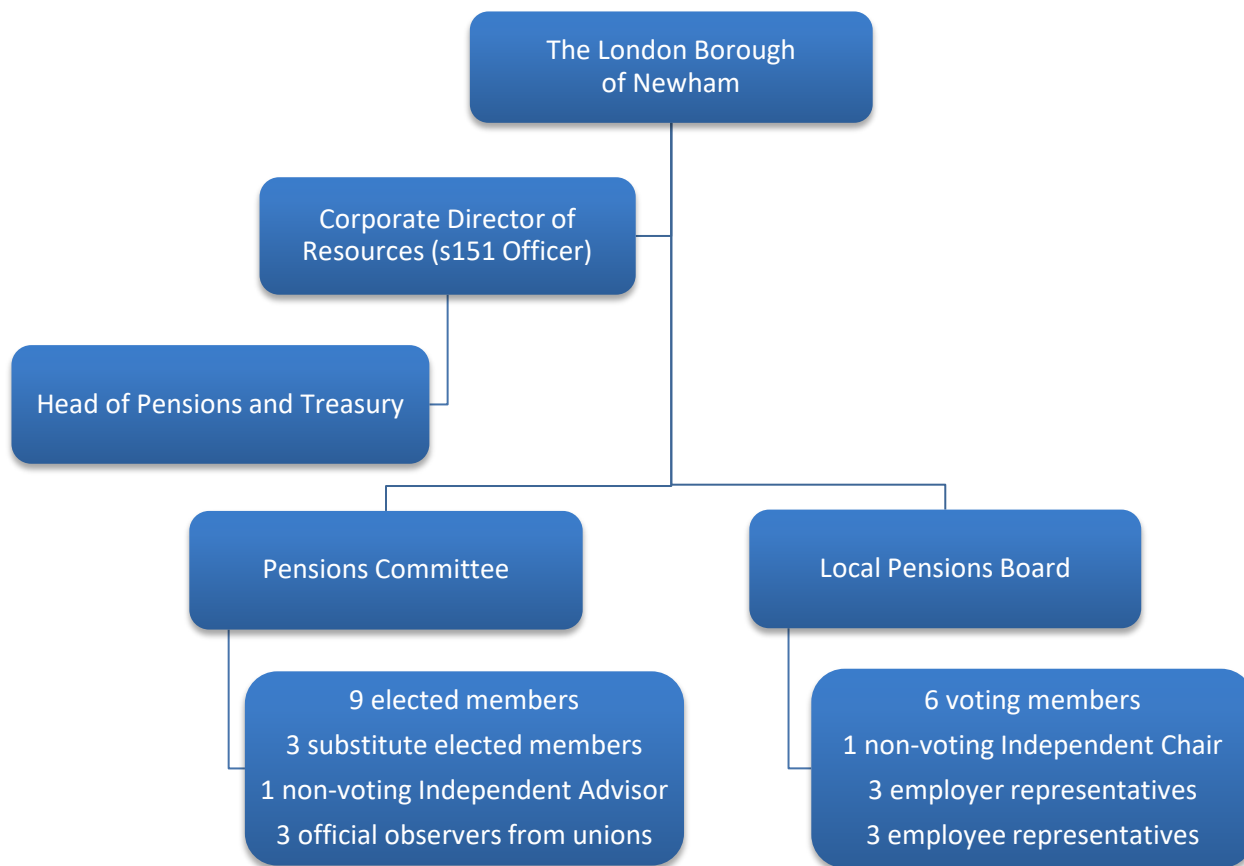 The London Borough
of Newham
Corporate Director of
Resources (s151 Officer)
Head of Pensions and Treasury
Pensions Committee
Local Pensions Board
9 elected members
3 substitute elected members
1 non-voting Independent Advisor
3 official observers from unions
6 voting members
1 non-voting Independent Chair
3 employer representatives
3 employee representatives